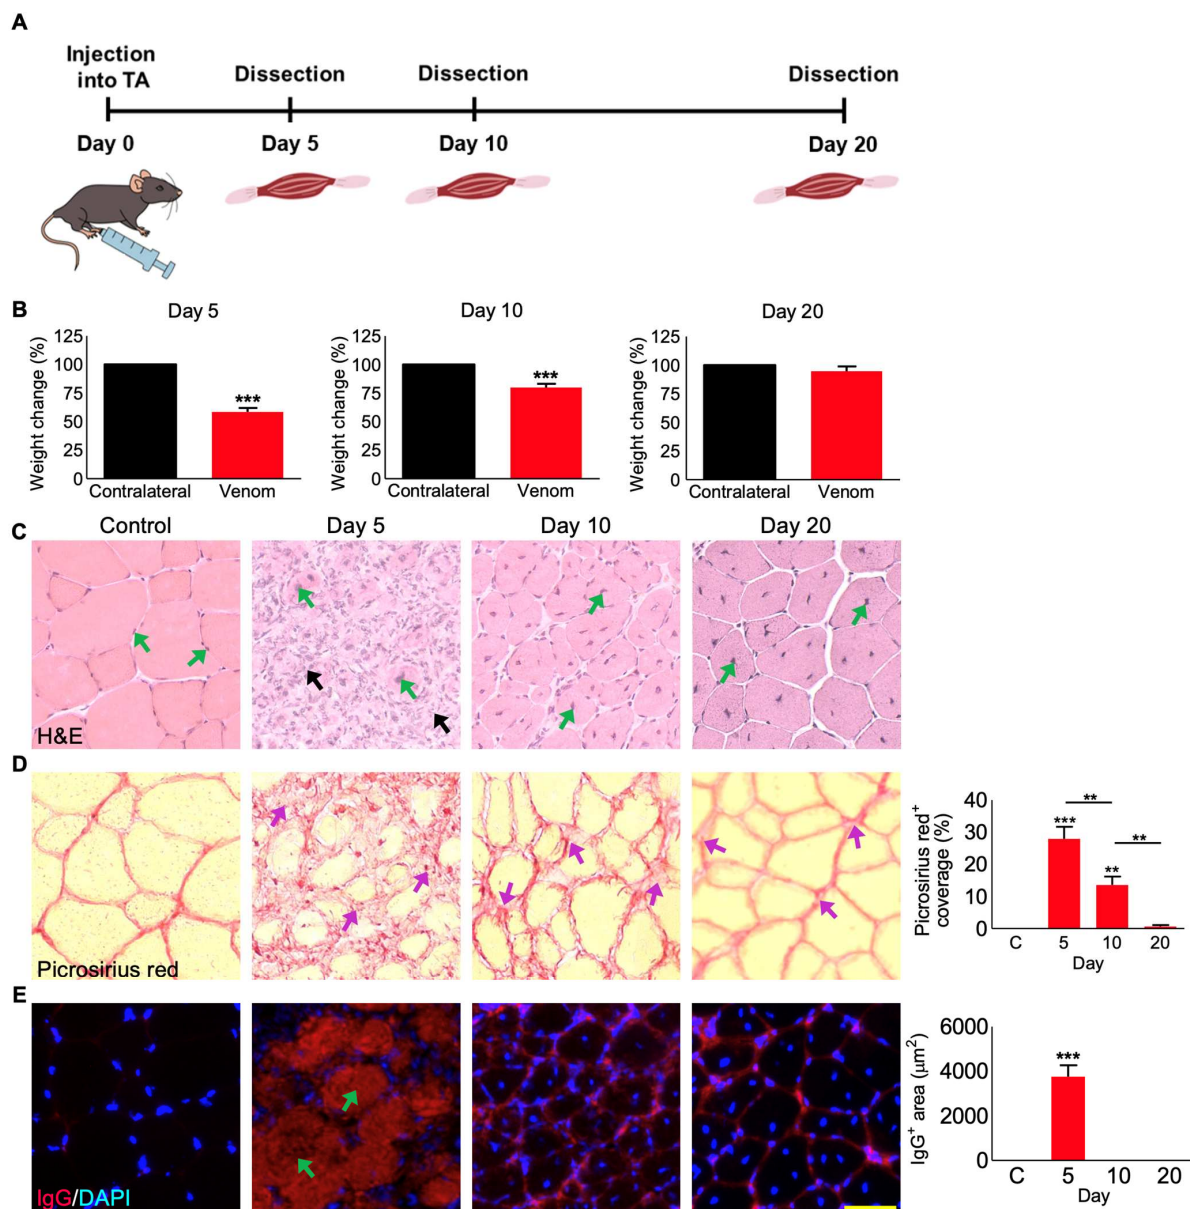 A
Injection
into TA
Dissection
Dissection
Dissection
Day 0
Day 5
Day 10
Day 20
B
Day 5
Day 10
Day 20
Weight change (%)
125
100
75
50
25
0
***
Contralateral
Venom
Weight change (%)
125
100
75
50
25
0
***
Contralateral
Venom
Weight change (%)
125
100
75
50
25
0
Contralateral
Venom
C
Control
Day 5
Day 10
Day 20
H&E
D
Picrosirius red
Picrosirius red+
coverage (%)
40
30
20
10
0
***
**
**
**
C
5
10
20
Day
E
IgG/DAPI
IgG+ area (µm2)
6000
4000
2000
0
***
C
5
10
20
Day